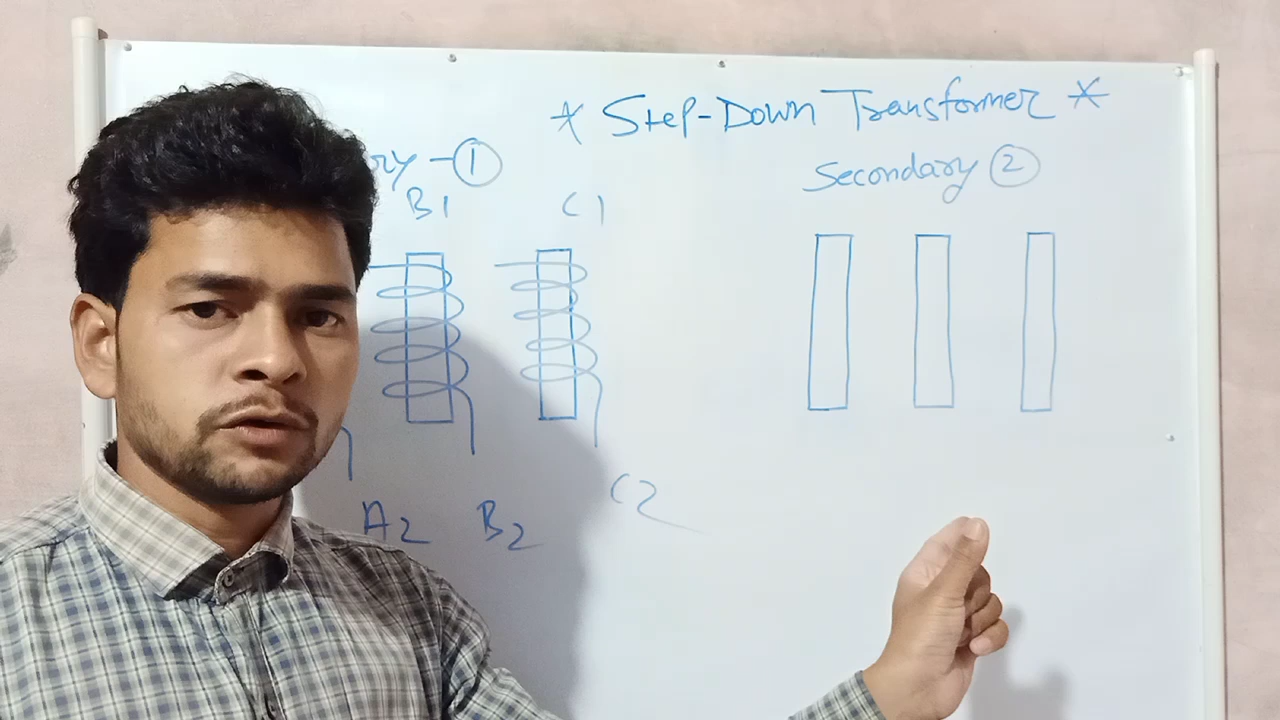 * Step-Down Transformer *
ry - ①
Secondary ②
B1 C1
A2 B2 C2